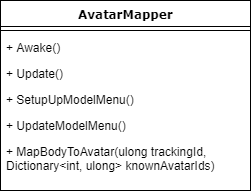 AvatarMapper
+ Awake()
+ Update()
+ SetupUpModelMenu()
+ UpdateModelMenu()
+ MapBodyToAvatar(ulong trackingId,
Dictionary<int, ulong> knownAvatarIds)